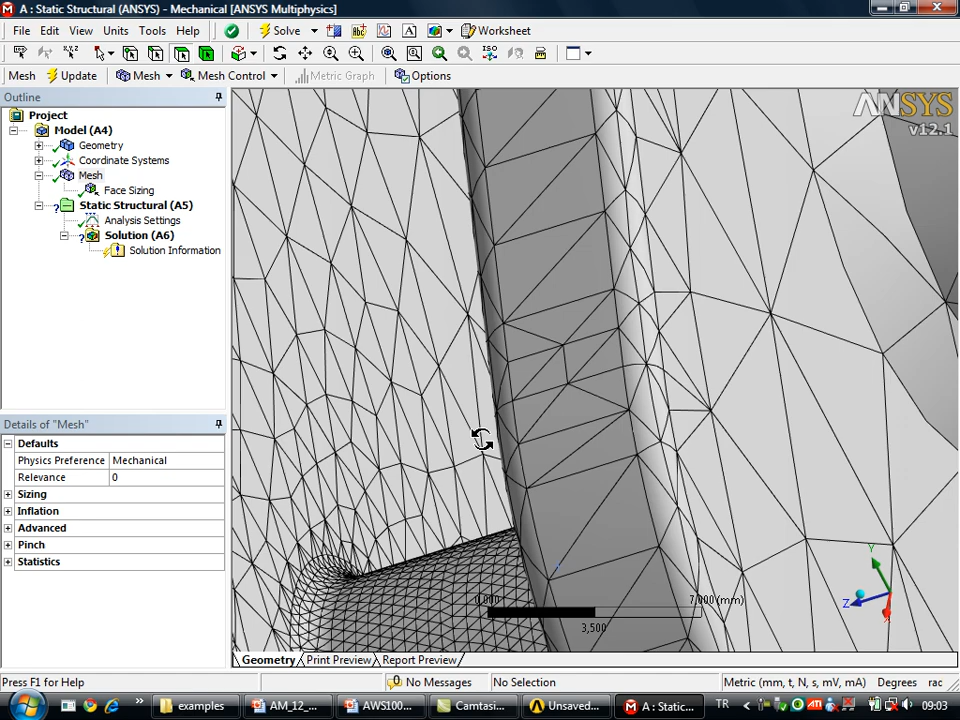 A : Static Structural (ANSYS) - Mechanical [ANSYS Multiphysics]
File Edit View Units Tools Help Solve Worksheet
Mesh Update Mesh Mesh Control Metric Graph Options
Outline
Project
Model (A4)
Geometry
Coordinate Systems
Mesh
Face Sizing
Static Structural (A5)
Analysis Settings
Solution (A6)
Solution Information
Details of "Mesh"
Defaults
Physics Preference Mechanical
Relevance 0
Sizing
Inflation
Advanced
Pinch
Statistics
ANSYS
v12.1
Y
Z
X
0,000 7,000 (mm)
3,500
Geometry Print Preview Report Preview
Press F1 for Help 0 No Messages No Selection Metric (mm, t, N, s, mV, mA) Degrees rac
examples AM_12_... AWS100... Camtasi... Unsaved... A : Static... TR 09:03